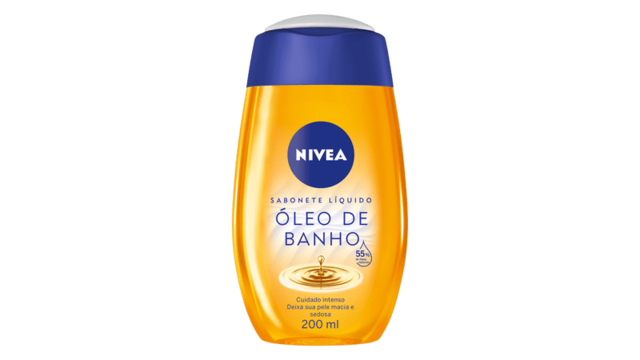 NIVEA
SABONETE LÍQUIDO
ÓLEO DE
BANHO
55%
Cuidado intenso
Deixa sua pele macia e
sedosa
200 ml